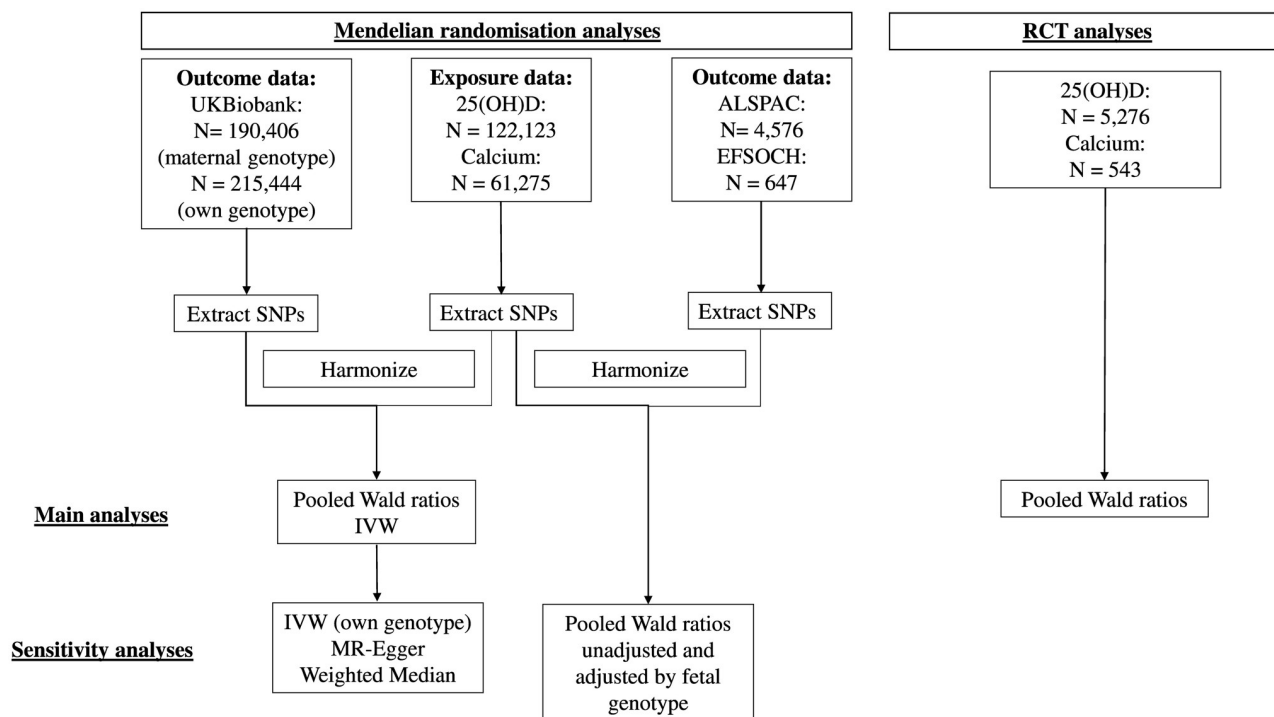 Mendelian randomisation analyses
RCT analyses
Outcome data:
UKBiobank:
N= 190,406
(maternal genotype)
N = 215,444
(own genotype)
Exposure data:
25(OH)D:
N = 122,123
Calcium:
N = 61,275
Outcome data:
ALSPAC:
N= 4,576
EFSOCH:
N = 647
25(OH)D:
N = 5,276
Calcium:
N = 543
Extract SNPs
Extract SNPs
Extract SNPs
Harmonize
Harmonize
Main analyses
Pooled Wald ratios
IVW
Pooled Wald ratios
Sensitivity analyses
IVW (own genotype)
MR-Egger
Weighted Median
Pooled Wald ratios
unadjusted and
adjusted by fetal
genotype